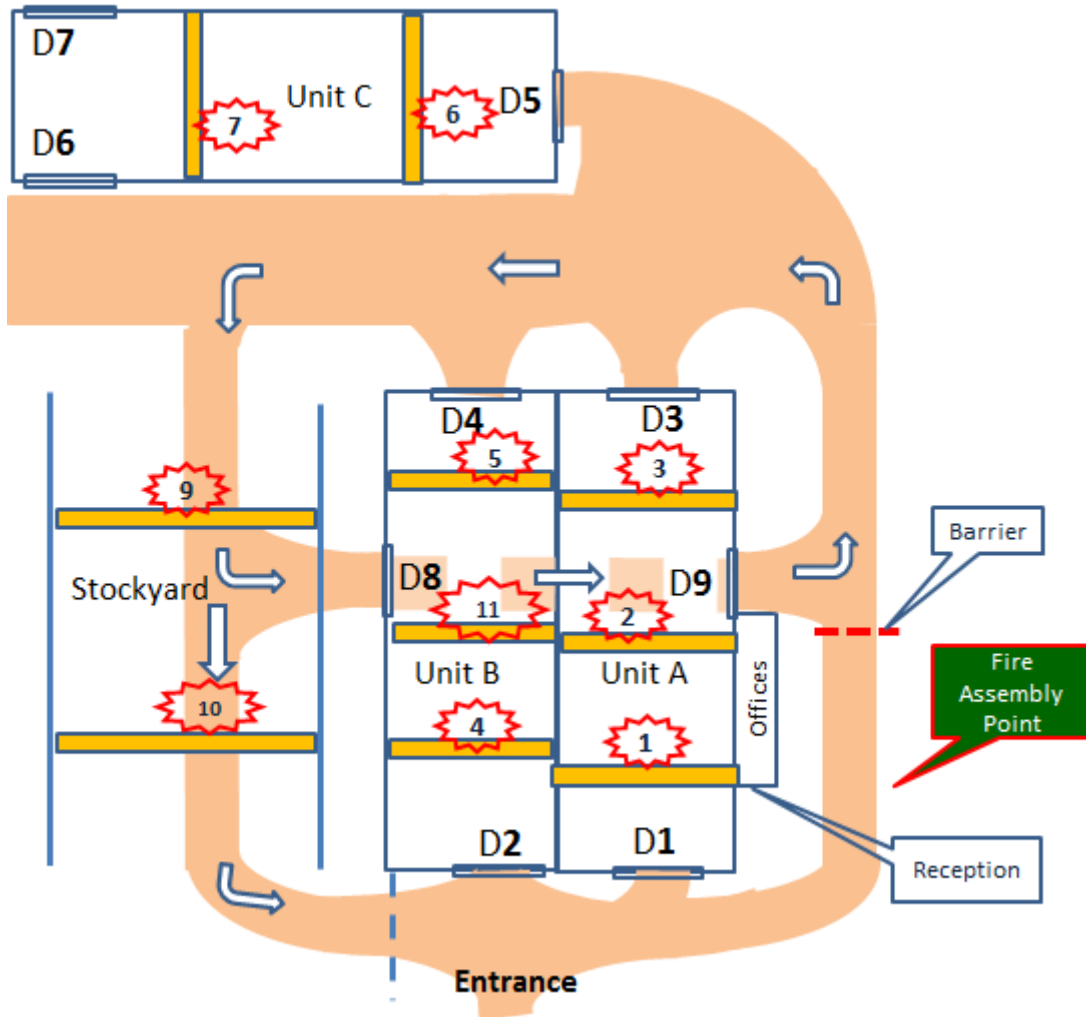 D7
Unit C
D5
7
6
D6
D4
D3
5
3
9
Barrier
D8
D9
Stockyard
11
2
Unit B
Unit A
Offices
Fire
Assembly
Point
10
4
1
D2
D1
Reception
Entrance